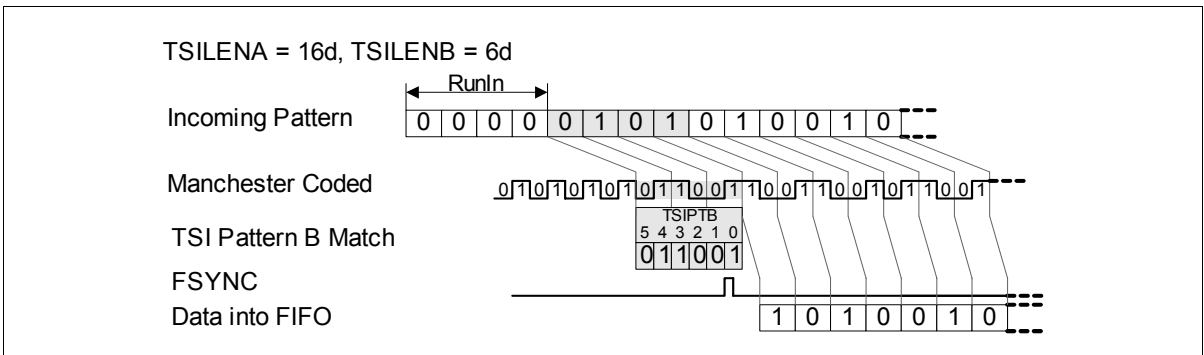 TSILENA = 16d, TSILENB = 6d
RunIn
Incoming Pattern 0 0 0 0 0 1 0 1 0 1 0 0 1 0
Manchester Coded 0 1 0 1 0 1 0 1 0 1 1 0 0 1 1 0 0 1 1 0 0 1 0 1 1 0 0 1
TSIPTB
TSI Pattern B Match 5 4 3 2 1 0
0 1 1 0 0 1
FSYNC
Data into FIFO 1 0 1 0 0 1 0